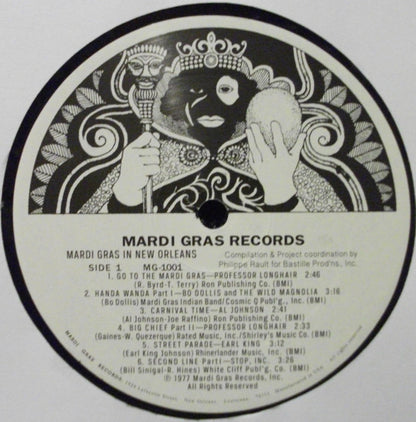 MARDI GRAS RECORDS
MARDI GRAS IN NEW ORLEANS
Compilation & Project coordination by
Philippe Rault for Bastille Prod'ns, Inc.
SIDE 1 MG-1001
1. GO TO THE MARDI GRAS—PROFESSOR LONGHAIR 2:46
(R. Byrd-T. Terry) Ron Publishing Co. (BMI)
2. HANDA WANDA Part I—BO DOLLIS and THE WILD MAGNOLIA 3:16
(Bo Dollis) Mardi Gras Indian Band/Cosmic Q Publ'g., Inc. (BMI)
3. CARNIVAL TIME—AL JOHNSON 2:41
(Al Johnson-Joe Raffino) Ron Publishing Co. (BMI)
4. BIG CHIEF Part II—PROFESSOR LONGHAIR 2:33
(Gaines-W. Quezerque) Rated Music, Inc./Shirley's Music Co. (BMI)
5. STREET PARADE—EARL KING 3:12
(Earl King Johnson) Rhinerlander Music, Inc. (BMI)
6. SECOND LINE Part I—STOP, INC. 3:26
(Bill Sinigal-R. Hines) White Cliff Publ'g. Co. (BMI)
℗ 1977 Mardi Gras Records, Inc.
All Rights Reserved
MARDI GRAS RECORDS